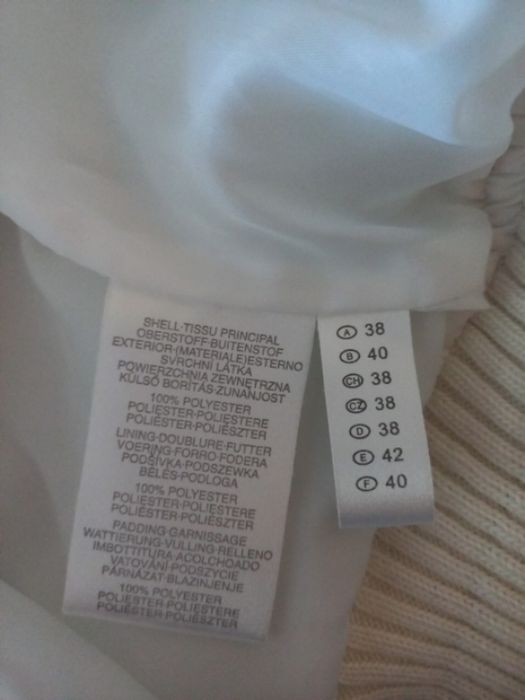 SHELL·TISSU PRINCIPAL
OBERSTOFF·BUITENSTOF
EXTERIOR·(MATERIALE)ESTERNO
SVRCHNÍ LÁTKA
POWIERZCHNIA ZEWNĘTRZNA
KÜLSŐ BORÍTÁS·ZUNANJOST
100% POLYESTER
POLIESTER·POLIESTERE
POLIÉSTER·POLIÉSZTER
LINING·DOUBLURE·FUTTER
VOERING·FORRO·FODERA
PODŠÍVKA·PODSZEWKA
BÉLÉS·PODLOGA
100% POLYESTER
POLIESTER·POLIESTERE
POLIÉSTER·POLIÉSZTER
PADDING·GARNISSAGE
WATTIERUNG·VULLING·RELLENO
IMBOTTITURA·ACOLCHOADO
VATOVÁNÍ·PODSZYCIE
PÁRNÁZAT·BLAZINJENJE
100% POLYESTER
POLIESTER·POLIESTERE
POLIÉSTER·POLIÉSZTER
A 38
B 40
CH 38
CZ 38
D 38
E 42
F 40